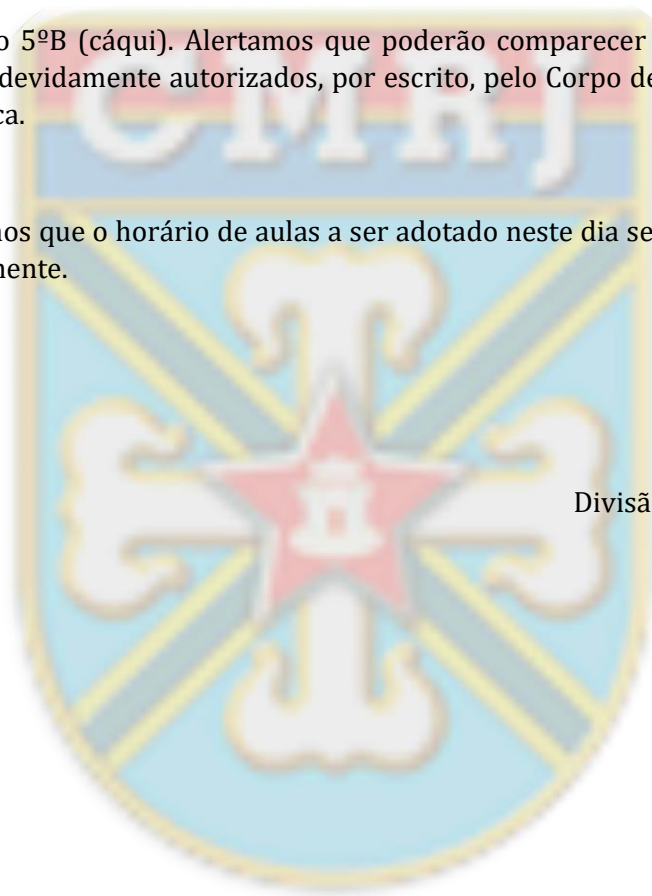 o 5ºB (cáqui). Alertamos que poderão comparecer
devidamente autorizados, por escrito, pelo Corpo de
ca.
CMRJ
nos que o horário de aulas a ser adotado neste dia se
mente.
Divisã